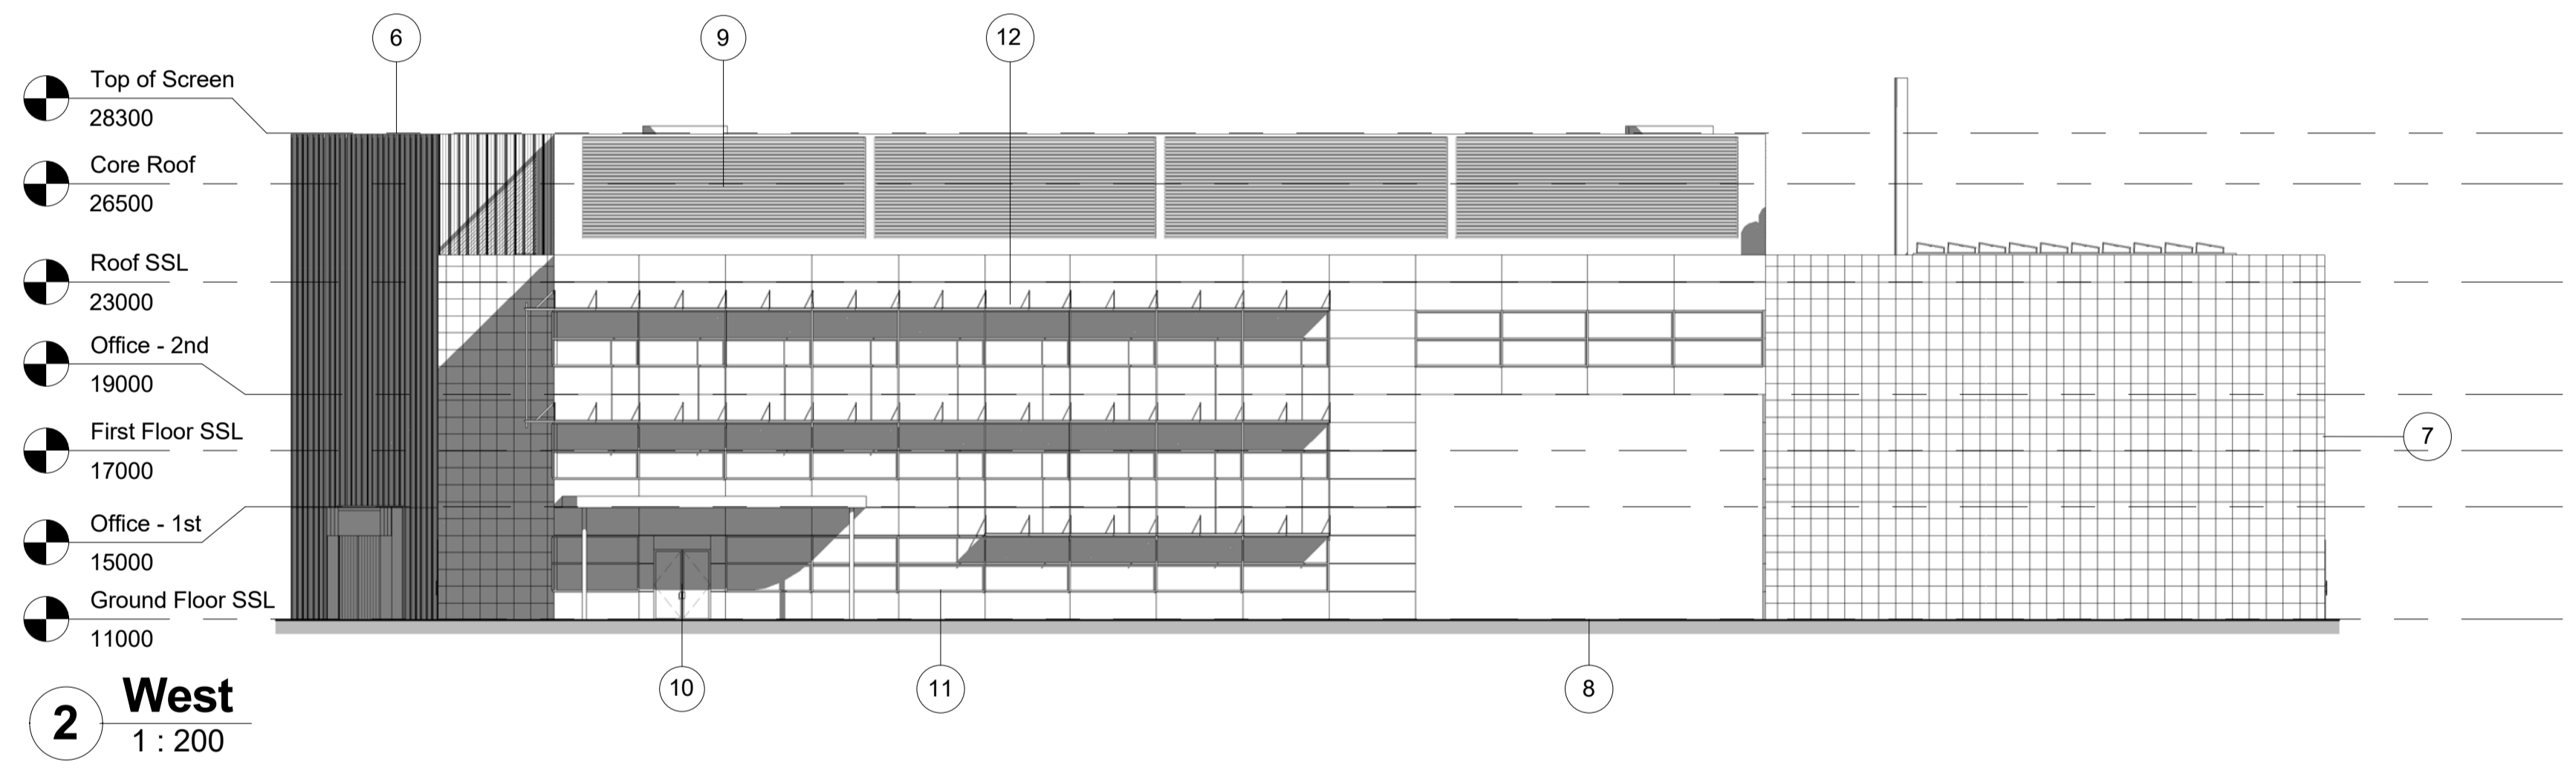 6
9
12
Top of Screen
28300
Core Roof
26500
Roof SSL
23000
Office - 2nd
19000
First Floor SSL
17000
7
Office - 1st
15000
Ground Floor SSL
11000
10
11
8
2
West
1 : 200